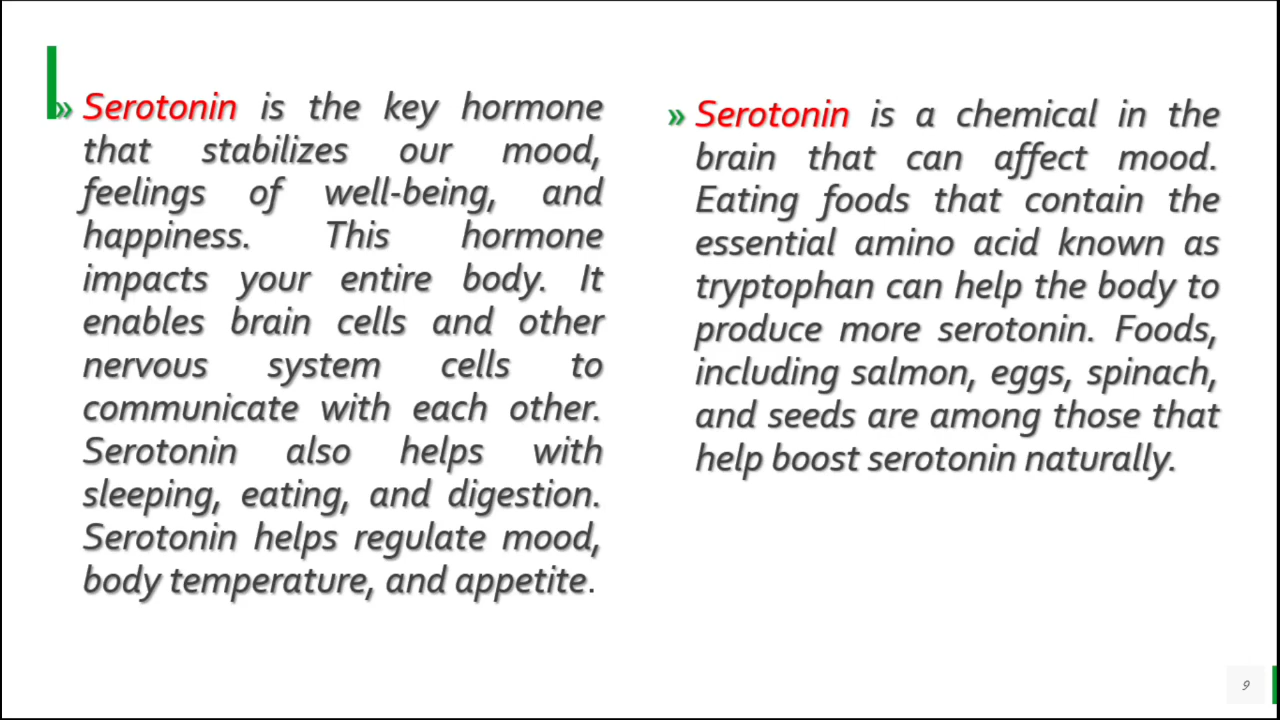 » Serotonin is the key hormone
that stabilizes our mood,
feelings of well-being, and
happiness. This hormone
impacts your entire body. It
enables brain cells and other
nervous system cells to
communicate with each other.
Serotonin also helps with
sleeping, eating, and digestion.
Serotonin helps regulate mood,
body temperature, and appetite.
» Serotonin is a chemical in the
brain that can affect mood.
Eating foods that contain the
essential amino acid known as
tryptophan can help the body to
produce more serotonin. Foods,
including salmon, eggs, spinach,
and seeds are among those that
help boost serotonin naturally.
9